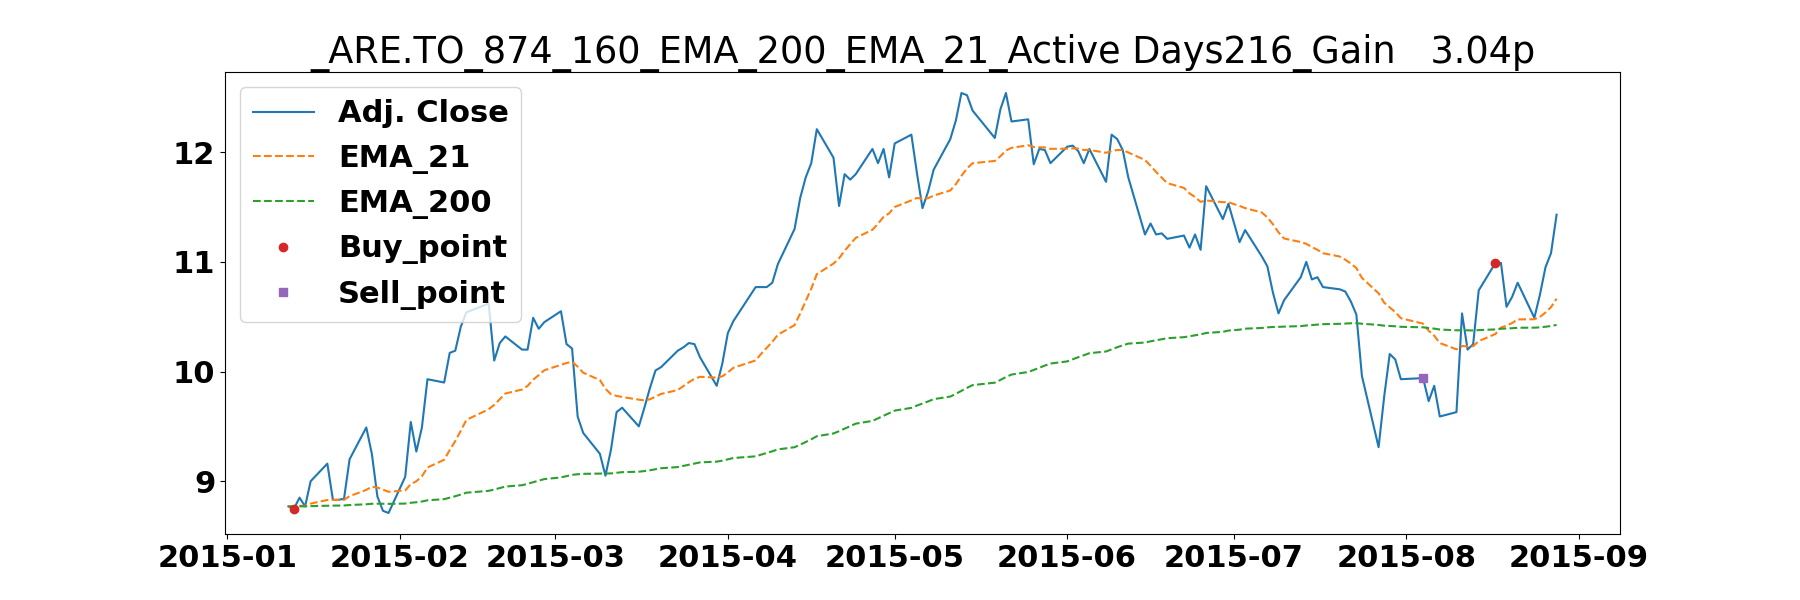 _ARE.TO_874_160_EMA_200_EMA_21_Active Days216_Gain   3.04p
Adj. Close
EMA_21
EMA_200
Buy_point
Sell_point
12
11
10
9
2015-01 2015-02 2015-03 2015-04 2015-05 2015-06 2015-07 2015-08 2015-09